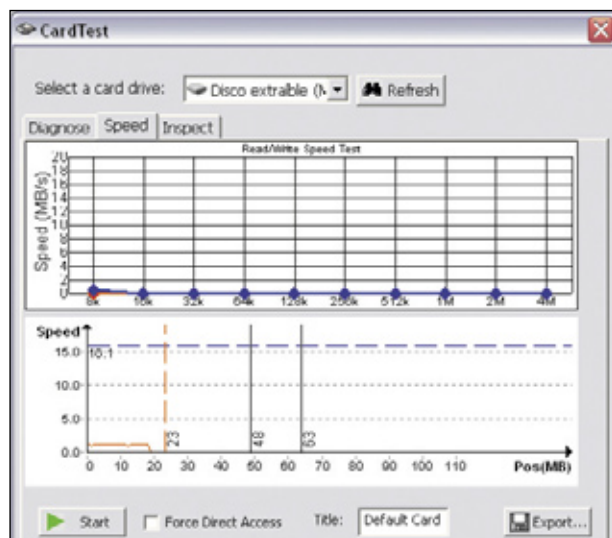 CardTest
Select a card drive: Disco extraible (M Refresh
Diagnose Speed Inspect
Read/Write Speed Test
Speed (MB/s)
20
18
16
14
12
10
8
6
4
2
0
8k 16k 32k 64k 128k 256k 512k 1M 2M 4M
Speed
15.0
10:1
10.0
5.0
0.0
23 48 63
0 10 20 30 40 50 60 70 80 90 100 110 Pos(MB)
Start Force Direct Access Title: Default Card Export...